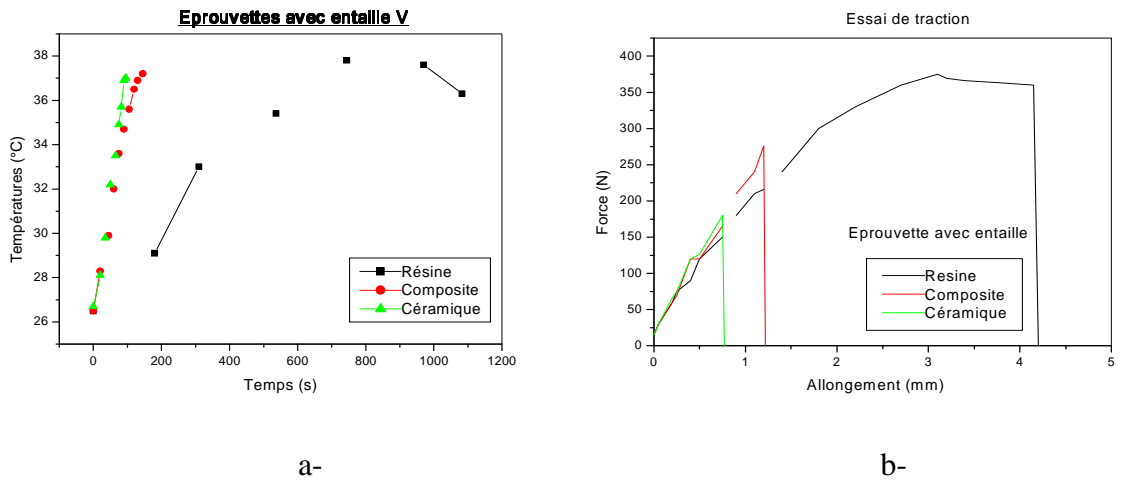 Eprouvettes avec entaille V
38
36
34
32
30
28
26
Températures (°C)
0
200
400
600
800
1000
1200
Temps (s)
Résine
Composite
Céramique
a-
Essai de traction
400
350
300
250
200
150
100
50
0
Force (N)
0
1
2
3
4
5
Allongement (mm)
Eprouvette avec entaille
Resine
Composite
Céramique
b-